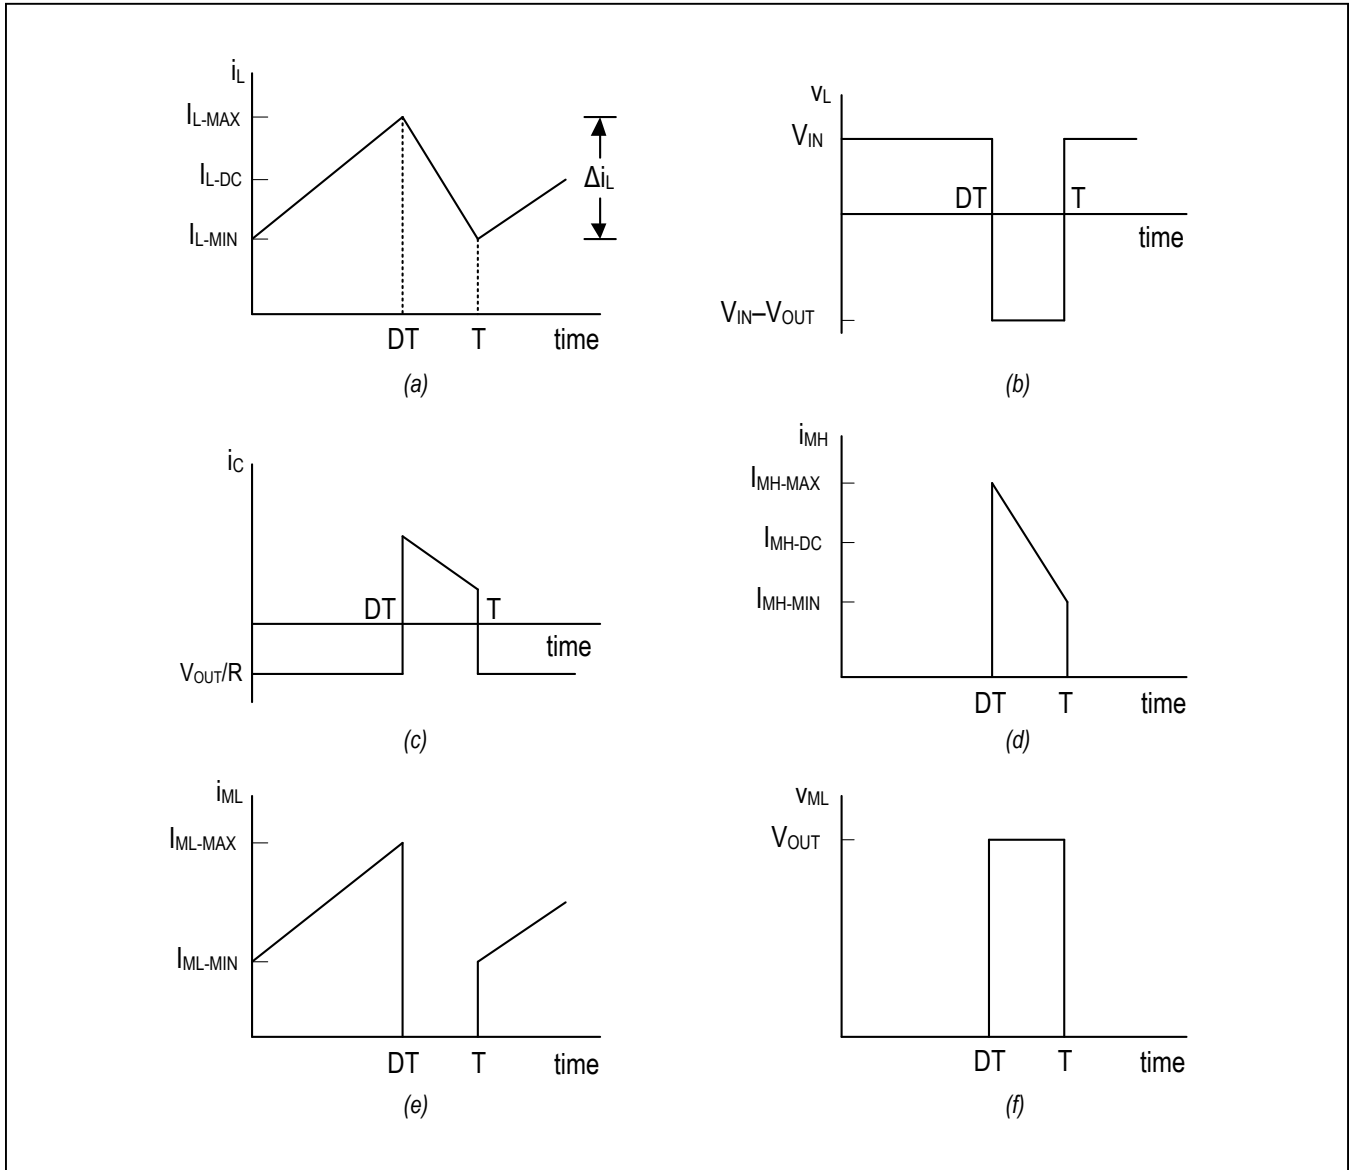 iL
IL-MAX
IL-DC
IL-MIN
ΔiL
DT T time
(a)
vL
VIN
DT T
time
VIN–VOUT
(b)
iC
DT T
time
VOUT/R
(c)
iMH
IMH-MAX
IMH-DC
IMH-MIN
DT T time
(d)
iML
IML-MAX
IML-MIN
DT T time
(e)
vML
VOUT
DT T time
(f)